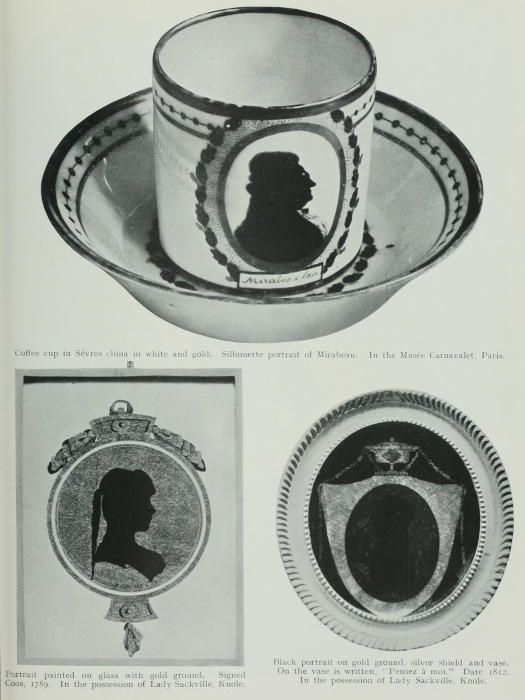 Mirabeau
Coffee cup in Sèvres china in white and gold. Silhouette portrait of Mirabeau. In the Musée Carnavalet, Paris.
Portrait painted on glass with gold ground. Signed
Coos, 1789. In the possession of Lady Sackville, Knole.
Black portrait on gold ground, silver shield and vase.
On the vase is written, "Pensez à moi." Date 1812.
In the possession of Lady Sackville, Knole.